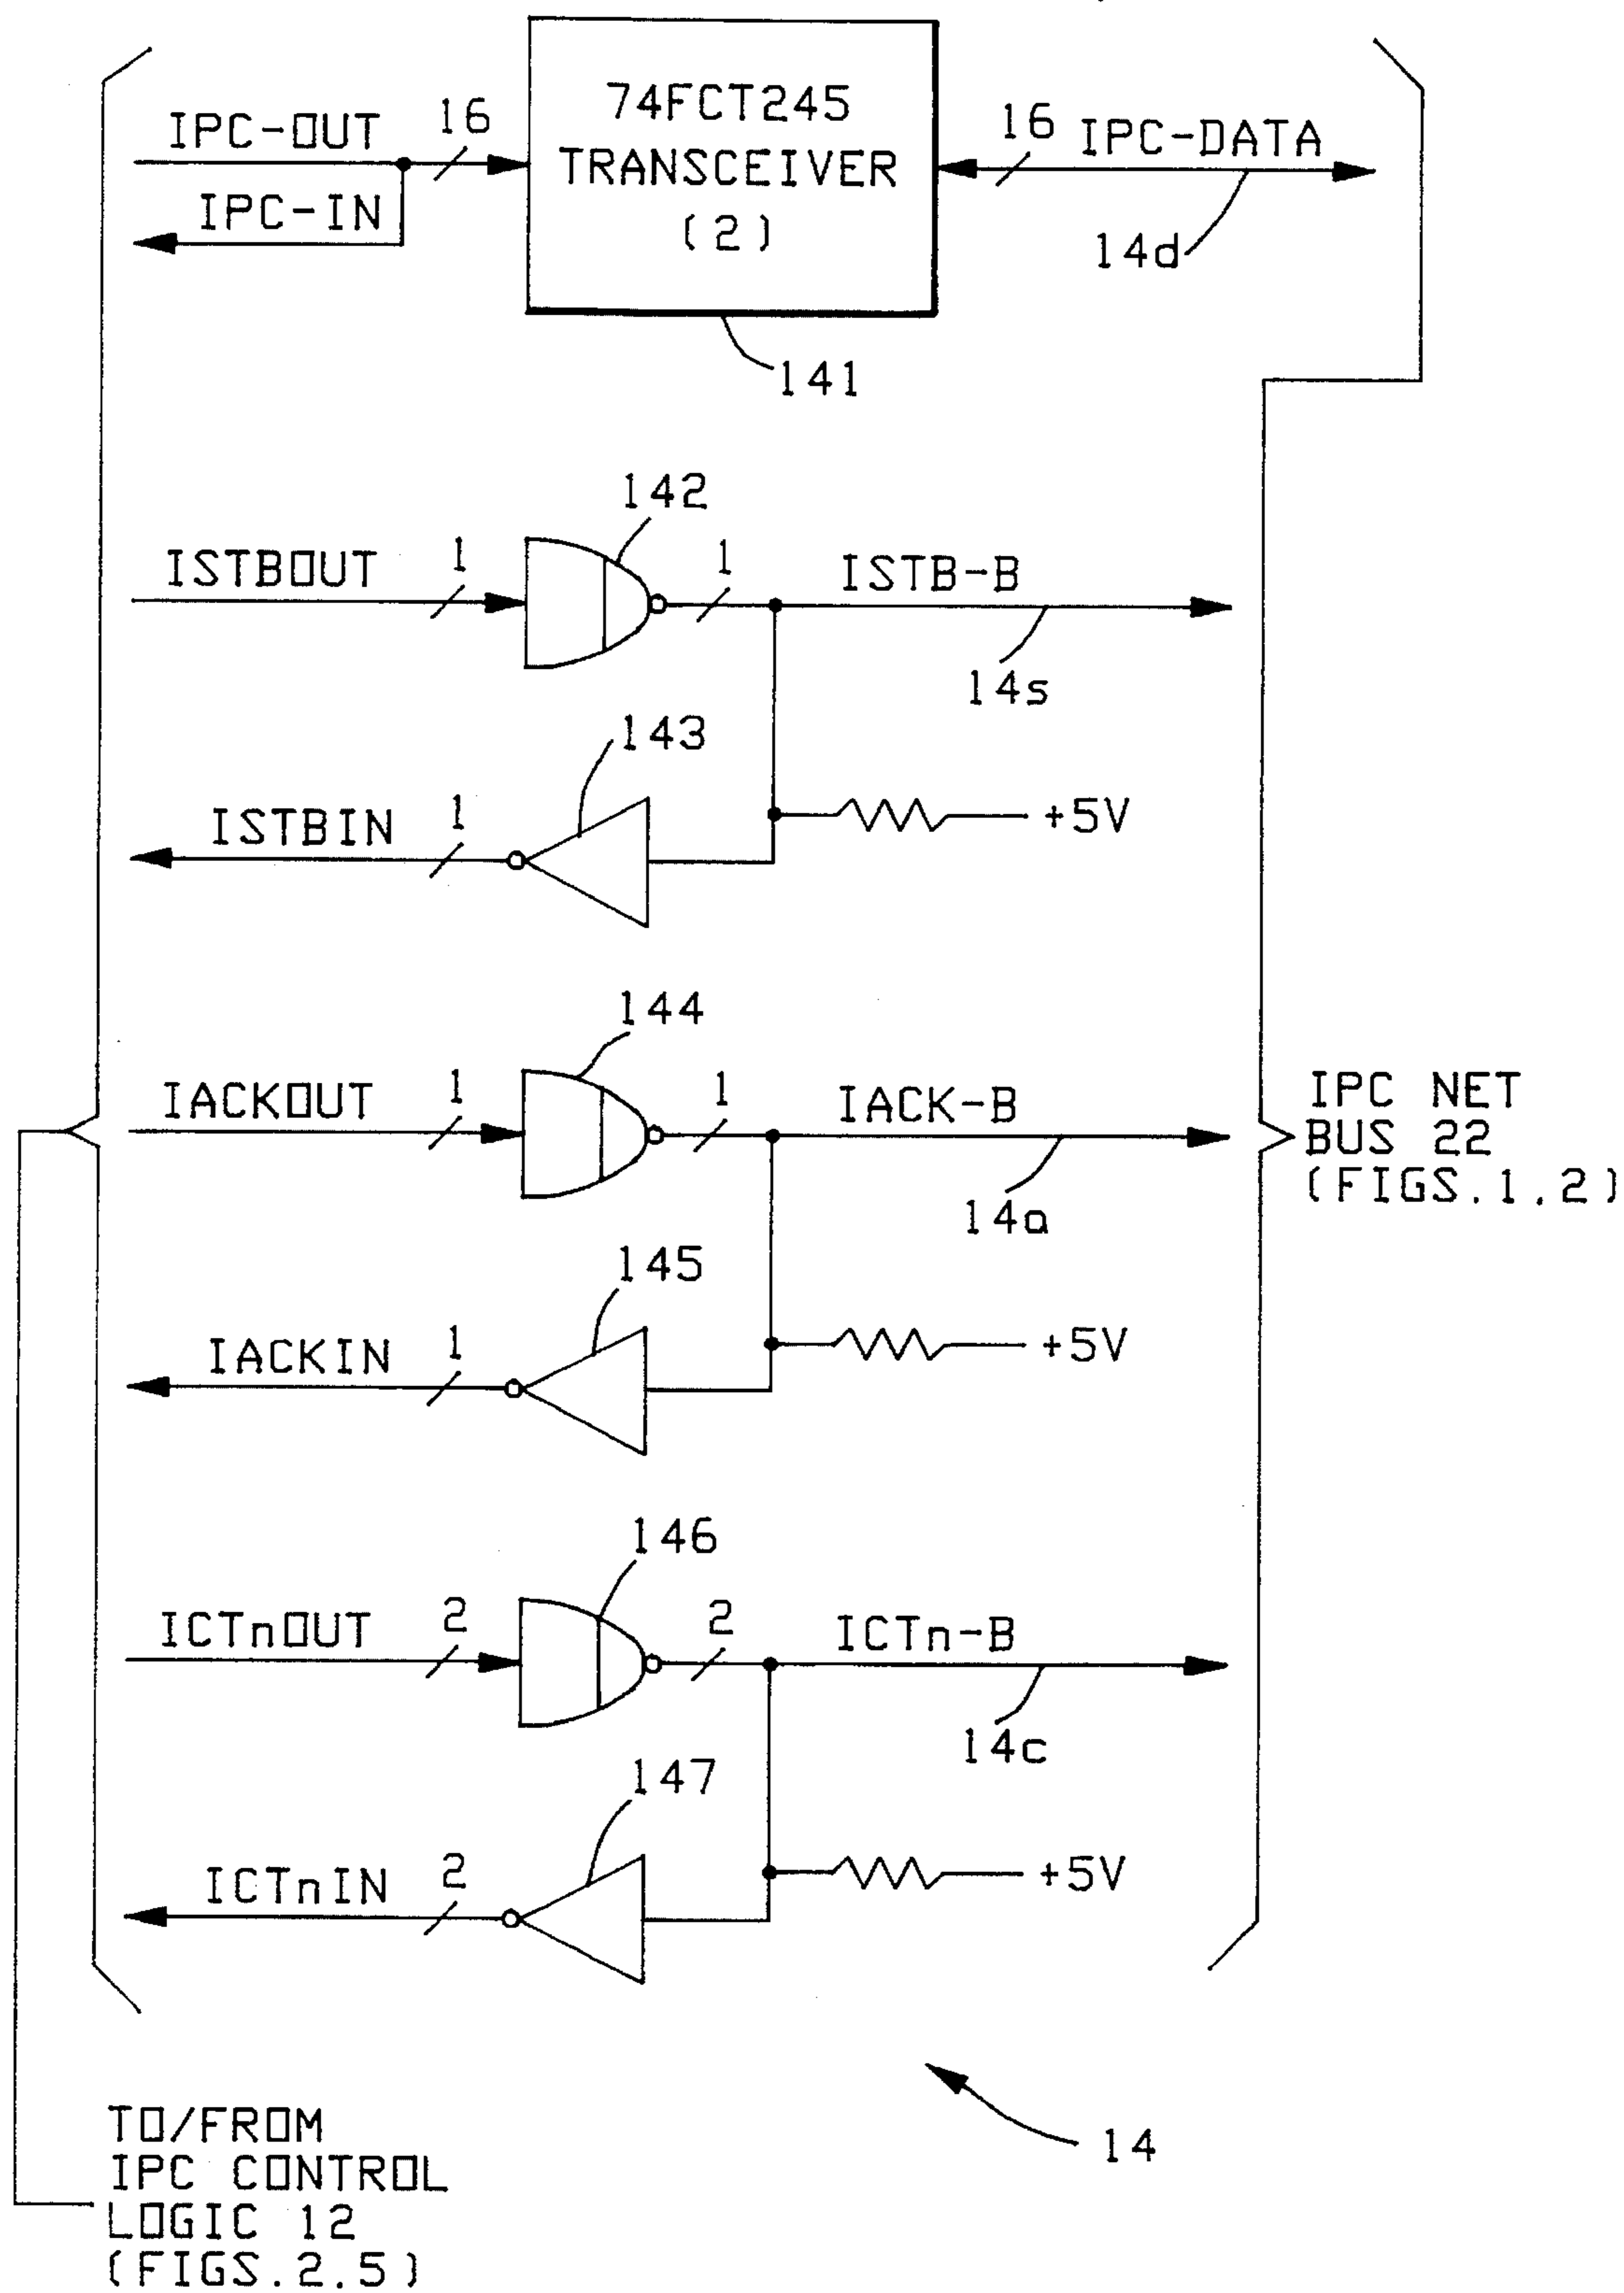 IPC-OUT
16
IPC-IN
74FCT245
TRANSCEIVER
(2)
16
IPC-DATA
14d
141
142
ISTBOUT
1
1
ISTB-B
14s
143
ISTBIN
1
+5V
144
IACKOUT
1
1
IACK-B
14a
IPC NET
BUS 22
(FIGS.1,2)
145
IACKIN
1
+5V
146
ICTnOUT
2
2
ICTn-B
14c
147
ICTnIN
2
+5V
14
TO/FROM
IPC CONTROL
LOGIC 12
(FIGS.2,5)